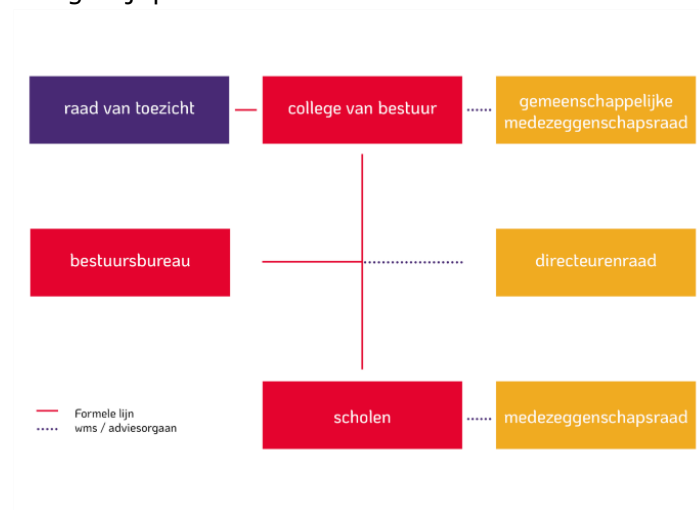 raad van toezicht
college van bestuur
gemeenschappelijke
medezeggenschapsraad
bestuursbureau
directeurenraad
Formele lijn
wms / adviesorgaan
scholen
medezeggenschapsraad